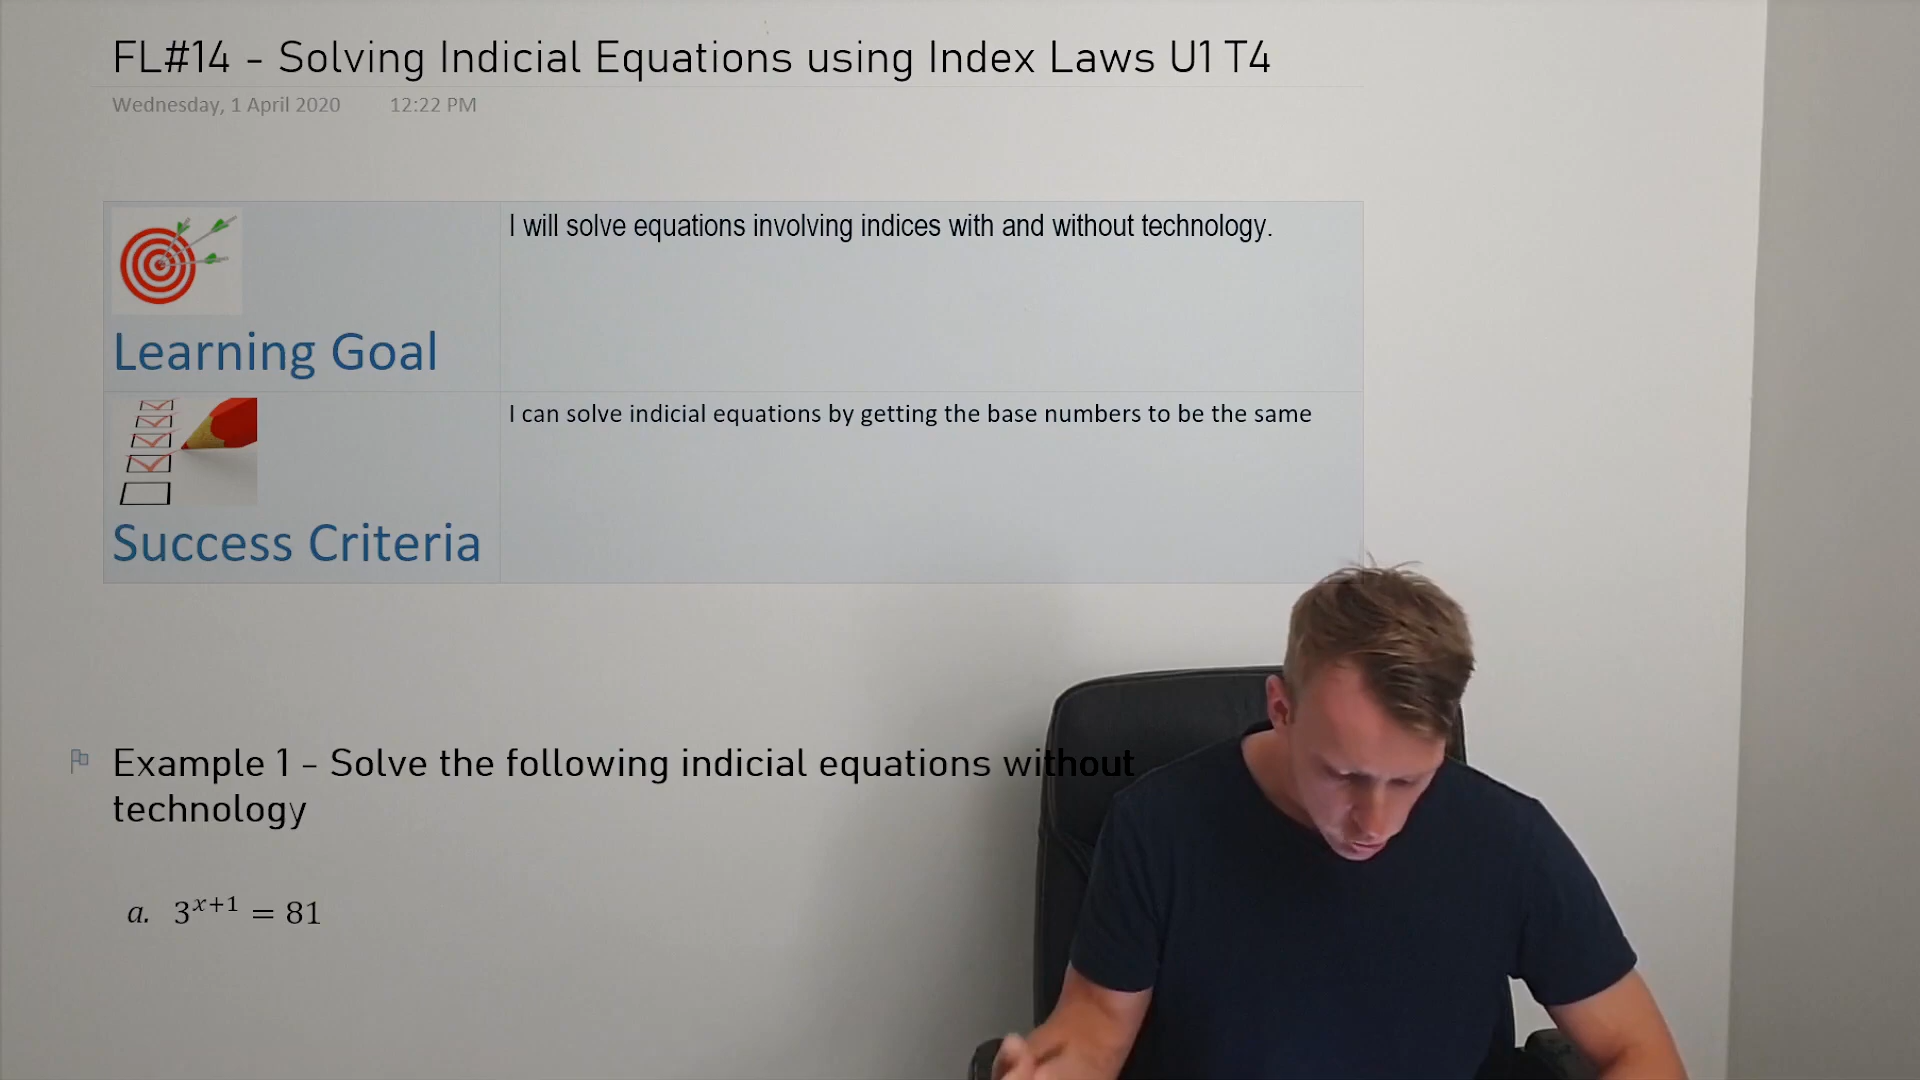 FL#14 - Solving Indicial Equations using Index Laws U1 T4
Wednesday, 1 April 2020 12:22 PM
I will solve equations involving indices with and without technology.
Learning Goal
I can solve indicial equations by getting the base numbers to be the same
Success Criteria
Example 1 - Solve the following indicial equations without
technology
a. 3^{x+1} = 81